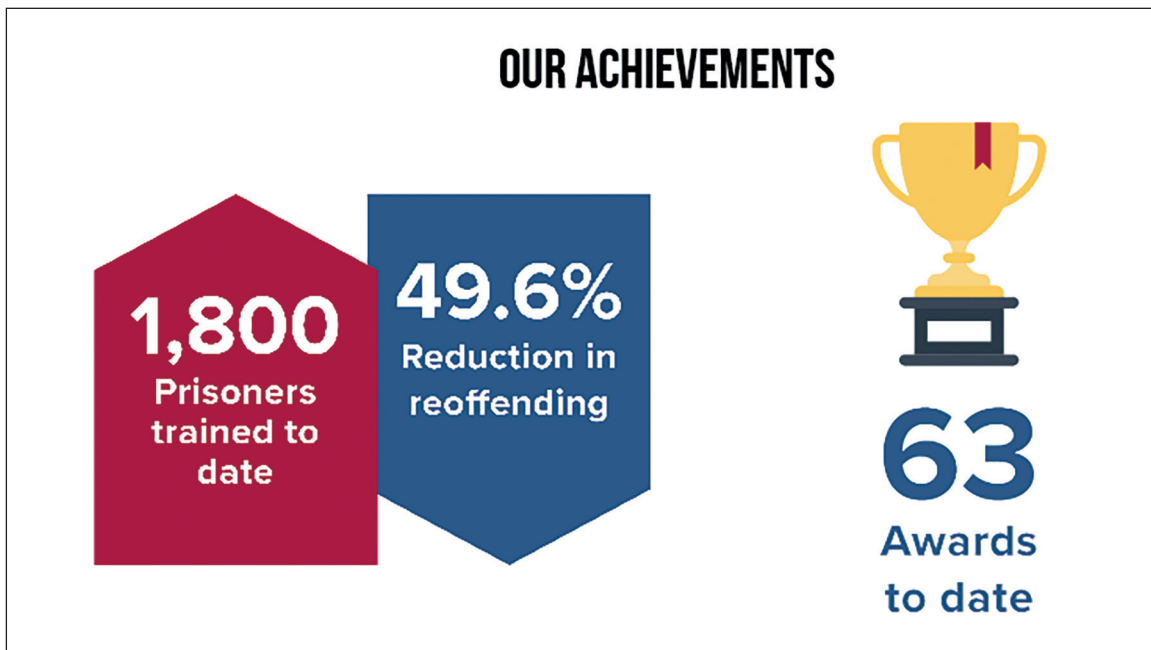 OUR ACHIEVEMENTS
1,800
Prisoners
trained to
date
49.6%
Reduction in
reoffending
63
Awards
to date